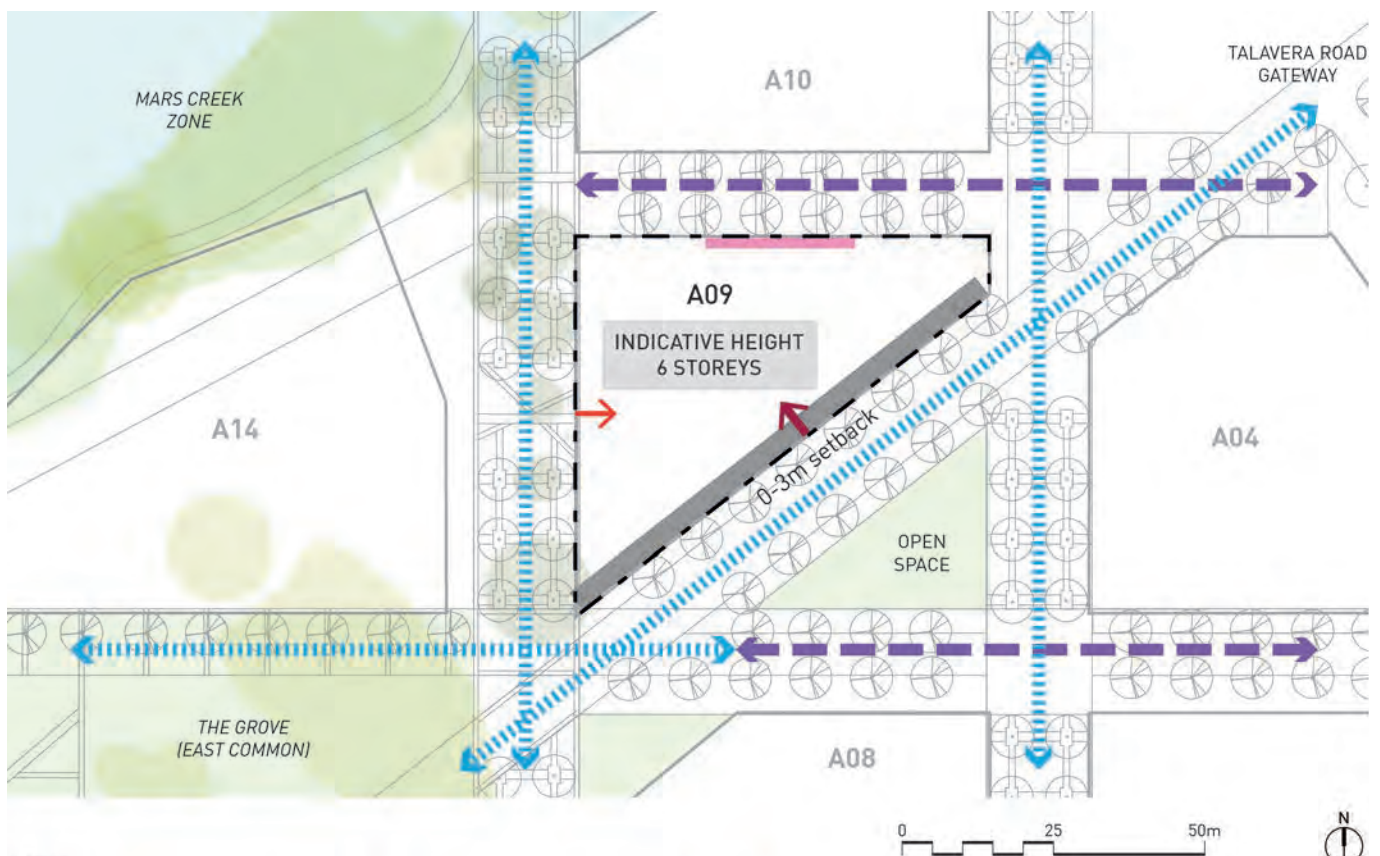 MARS CREEK
ZONE
A10
TALAVERA ROAD
GATEWAY
A09
INDICATIVE HEIGHT
6 STOREYS
A14
0-3m setback
A04
OPEN
SPACE
THE GROVE
(EAST COMMON)
A08
0 25 50m
N